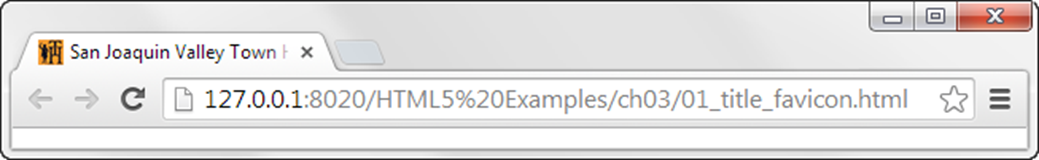 San Joaquin Valley Town
127.0.0.1:8020/HTML5%20Examples/ch03/01_title_favicon.html